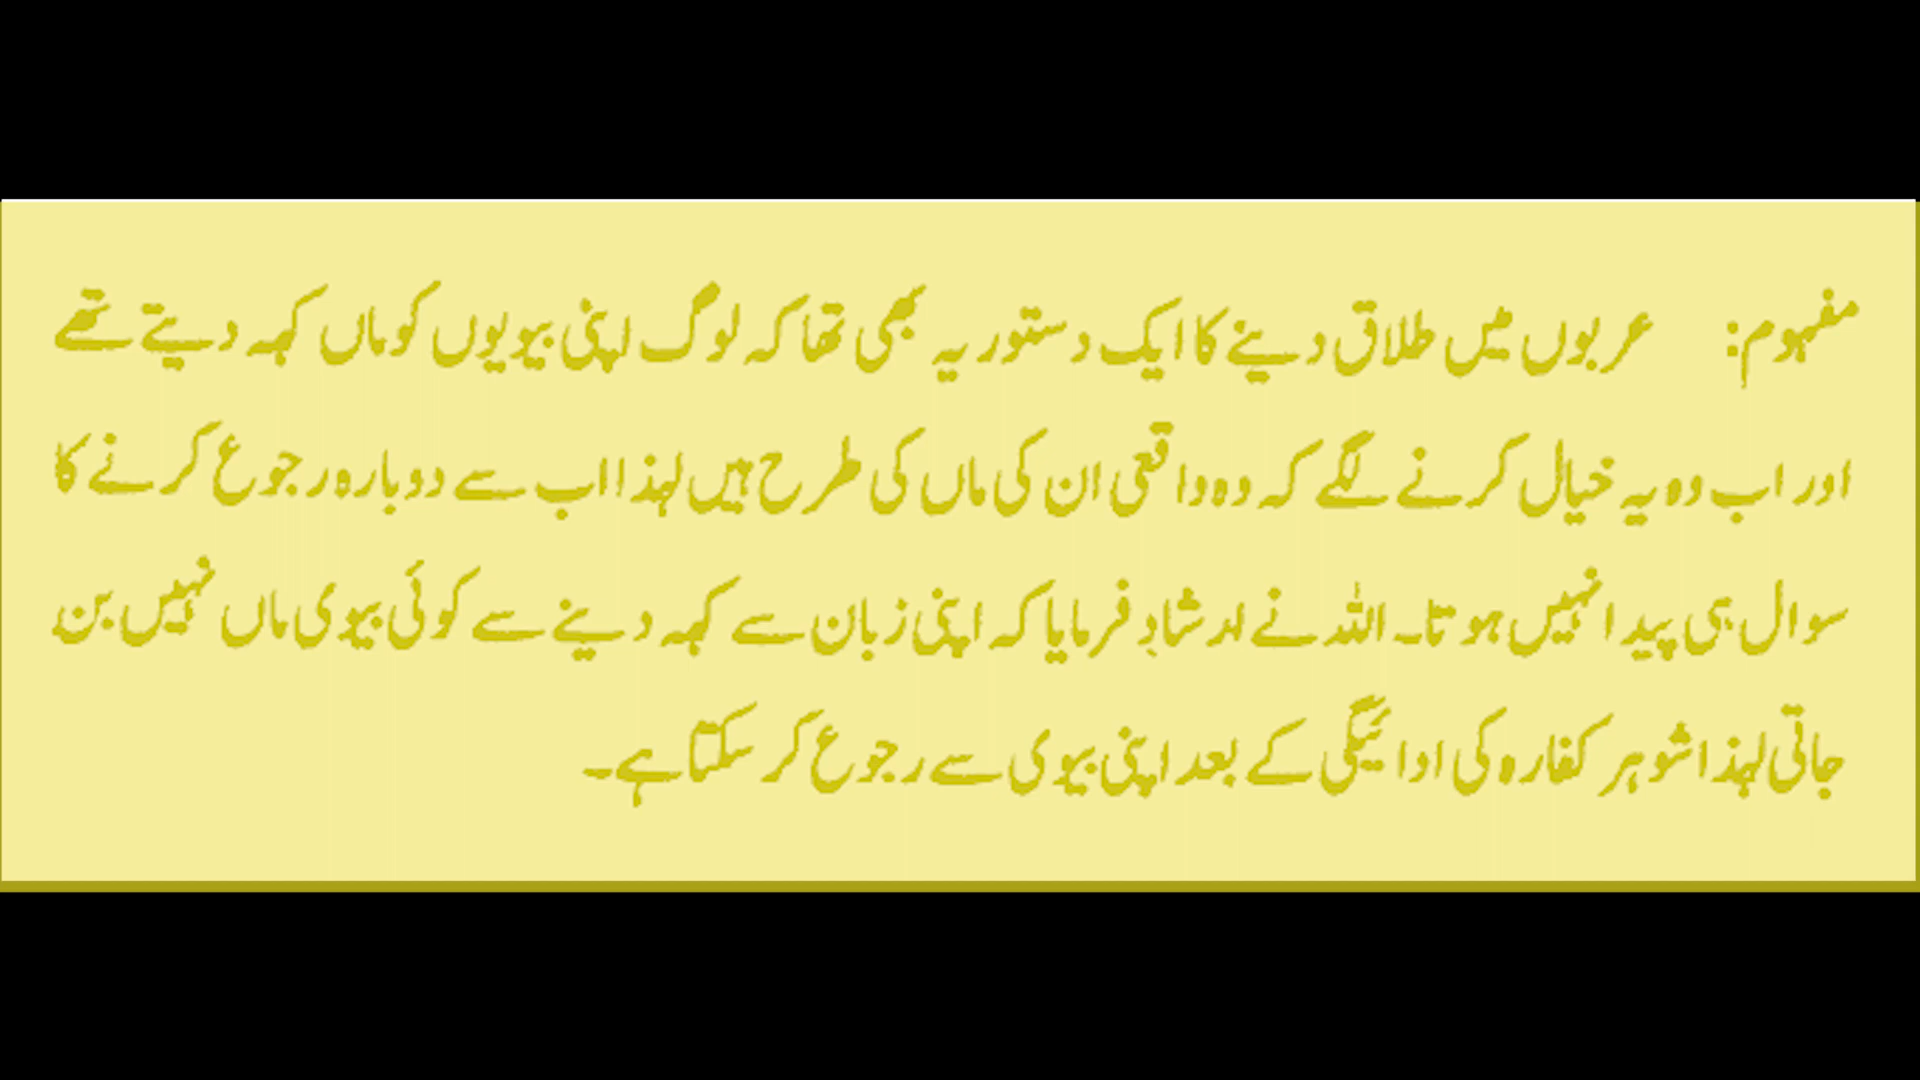 مفہوم: عربوں میں طلاق دینے کا ایک دستور یہ بھی تھا کہ لوگ اپنی بیویوں کو ماں کہہ دیتے تھے
اور اب وہ یہ خیال کرنے لگے کہ وہ واقعی ان کی ماں کی طرح ہیں لہذا اب سے دوبارہ رجوع کرنے کا
سوال ہی پیدا نہیں ہوتا۔ اللہ نے ارشاد فرمایا کہ اپنی زبان سے کہہ دینے سے کوئی بیوی ماں نہیں بن
جاتی لہذا شوہر کفارہ کی ادائیگی کے بعد اپنی بیوی سے رجوع کر سکتا ہے۔